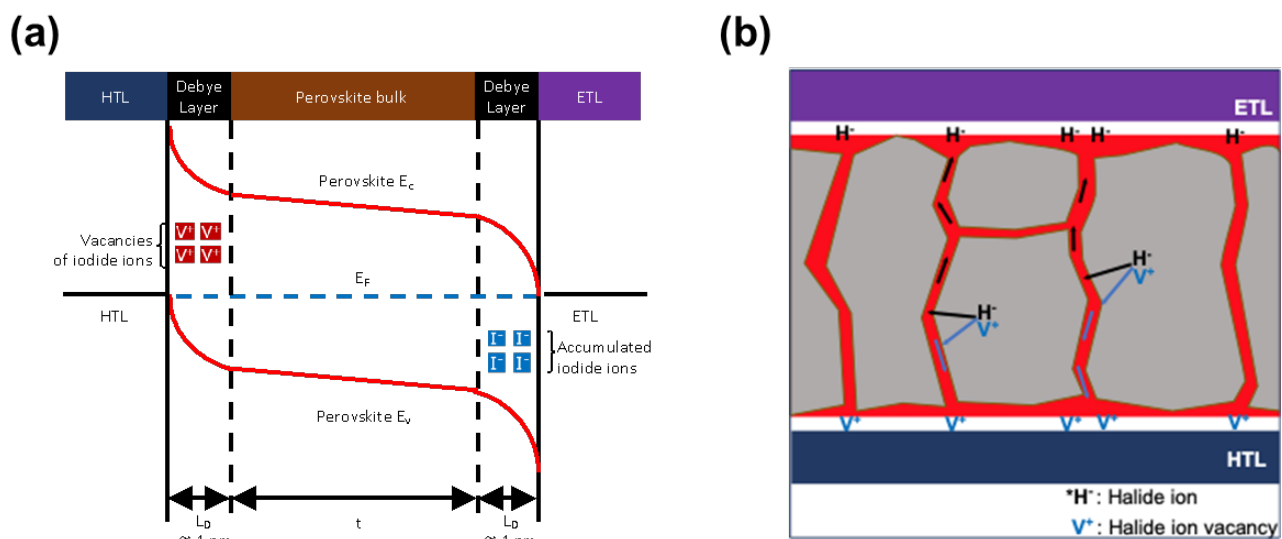 (a)
HTL
Debye
Layer
Perovskite bulk
Debye
Layer
ETL
Perovskite Ec
Vacancies
of iodide ions
V⁺ V⁺
V⁺ V⁺
EF
HTL
ETL
I⁻ I⁻
I⁻ I⁻
Accumulated
iodide ions
Perovskite Ev
LD
t
LD
(b)
ETL
H⁻ H⁻ H⁻ H⁻ H⁻
H⁻
V⁺
H⁻
V⁺
V⁺ V⁺ V⁺ V⁺ V⁺
HTL
*H⁻: Halide ion
V⁺: Halide ion vacancy